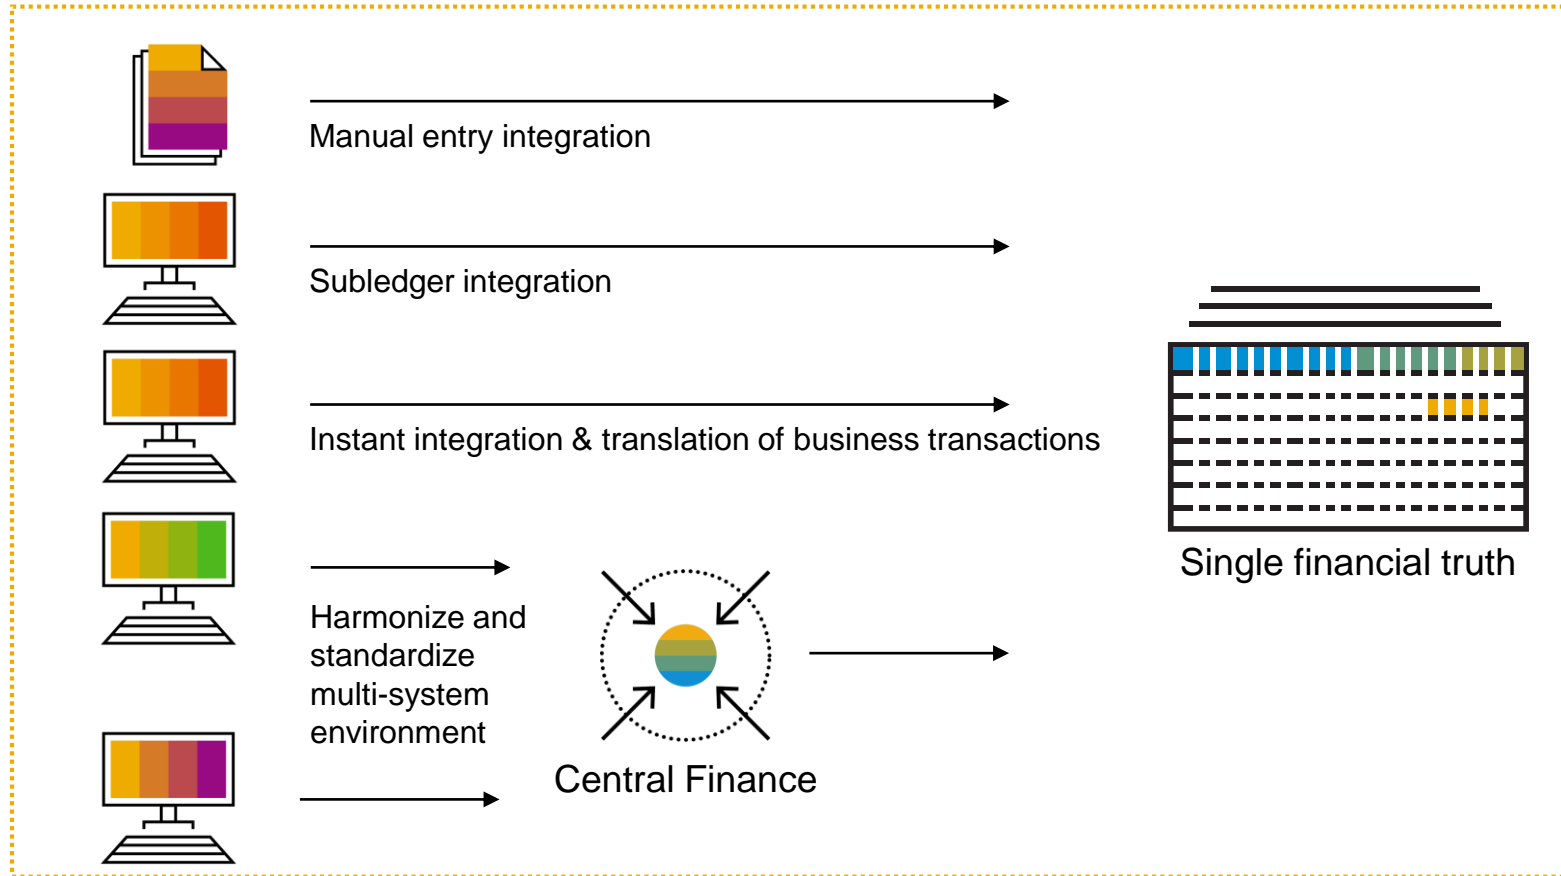 Manual entry integration
Subledger integration
Instant integration & translation of business transactions
Single financial truth
Harmonize and
standardize
multi-system
environment
Central Finance